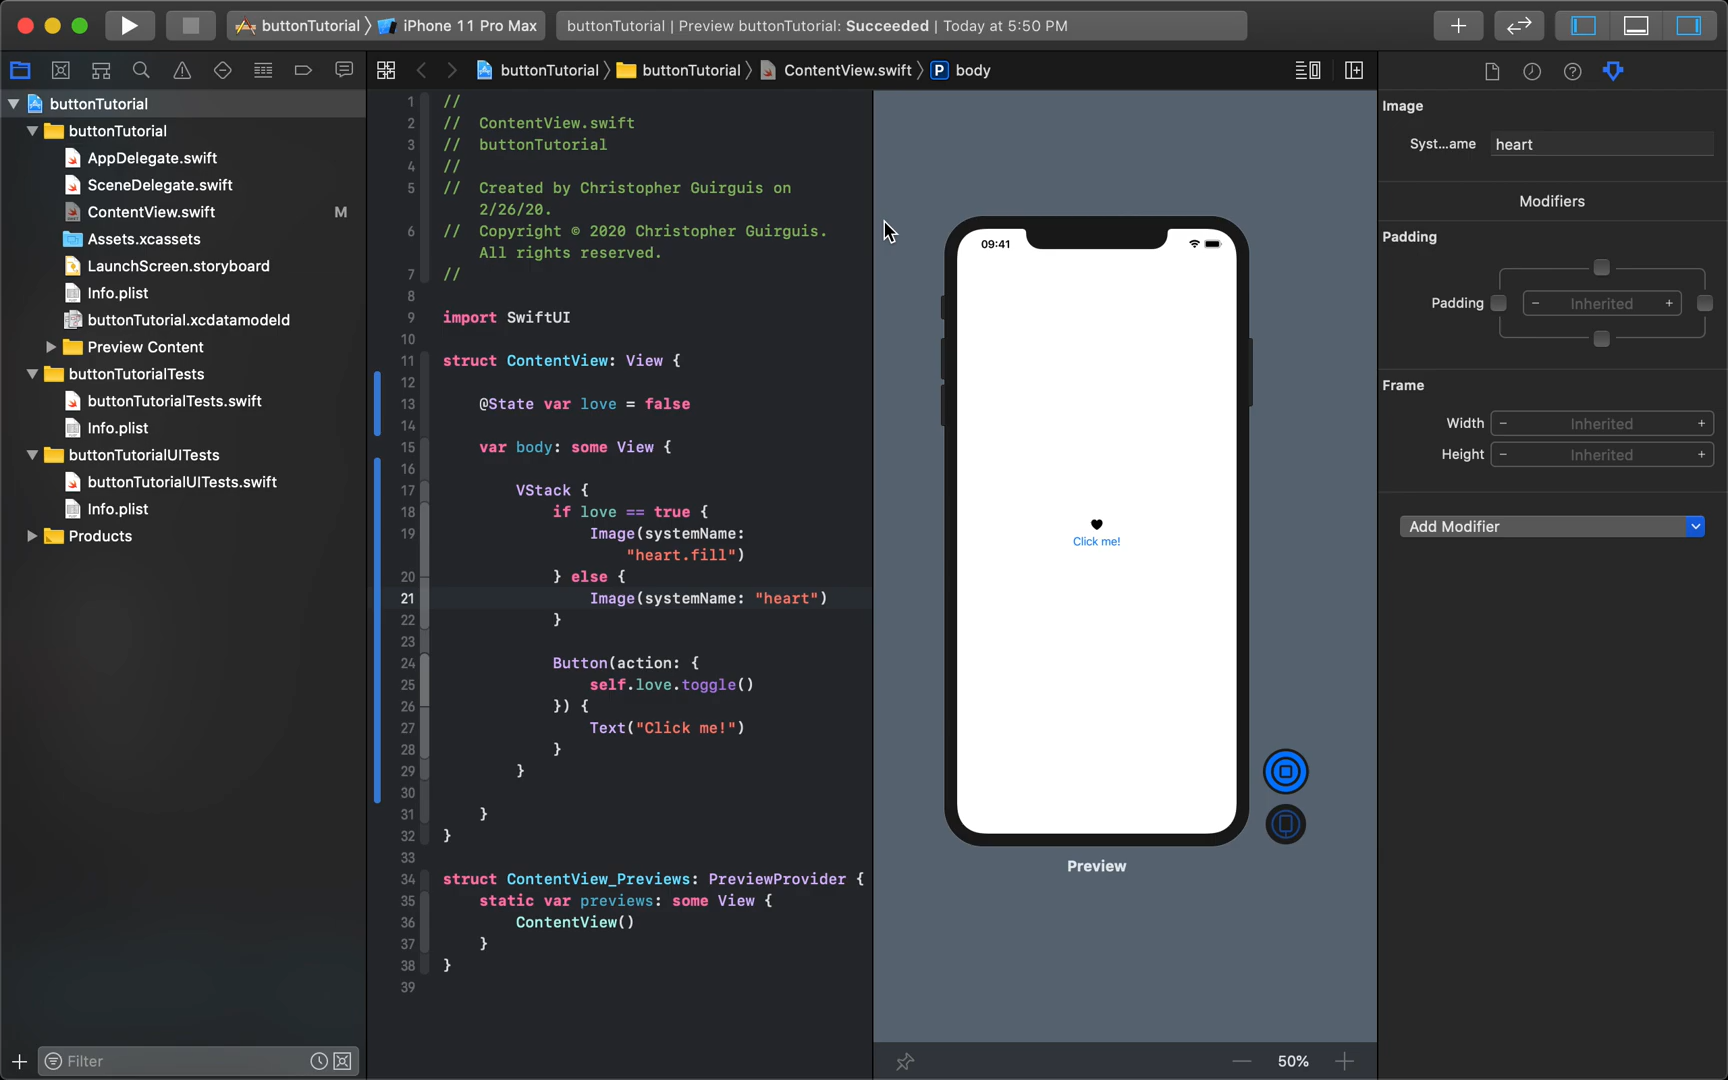 buttonTutorial
iPhone 11 Pro Max
buttonTutorial | Preview buttonTutorial: Succeeded | Today at 5:50 PM
buttonTutorial
buttonTutorial
ContentView.swift
P
body
buttonTutorial
buttonTutorial
AppDelegate.swift
SceneDelegate.swift
ContentView.swift M
Assets.xcassets
LaunchScreen.storyboard
Info.plist
buttonTutorial.xcdatamodeld
Preview Content
buttonTutorialTests
buttonTutorialTests.swift
Info.plist
buttonTutorialUITests
buttonTutorialUITests.swift
Info.plist
Products
Filter
1 //
2 // ContentView.swift
3 // buttonTutorial
4 //
5 // Created by Christopher Guirguis on
2/26/20.
6 // Copyright © 2020 Christopher Guirguis.
All rights reserved.
7 //
8
9 import SwiftUI
10
11 struct ContentView: View {
12
13 @State var love = false
14
15 var body: some View {
16
17 VStack {
18 if love == true {
19 Image(systemName:
"heart.fill")
20 } else {
21 Image(systemName: "heart")
22 }
23
24 Button(action: {
25 self.love.toggle()
26 }) {
27 Text("Click me!")
28 }
29 }
30
31 }
32 }
33
34 struct ContentView_Previews: PreviewProvider {
35 static var previews: some View {
36 ContentView()
37 }
38 }
39
09:41
Click me!
Preview
50%
Image
Syst...ame heart
Modifiers
Padding
Padding
Inherited
Frame
Width − Inherited +
Height − Inherited +
Add Modifier